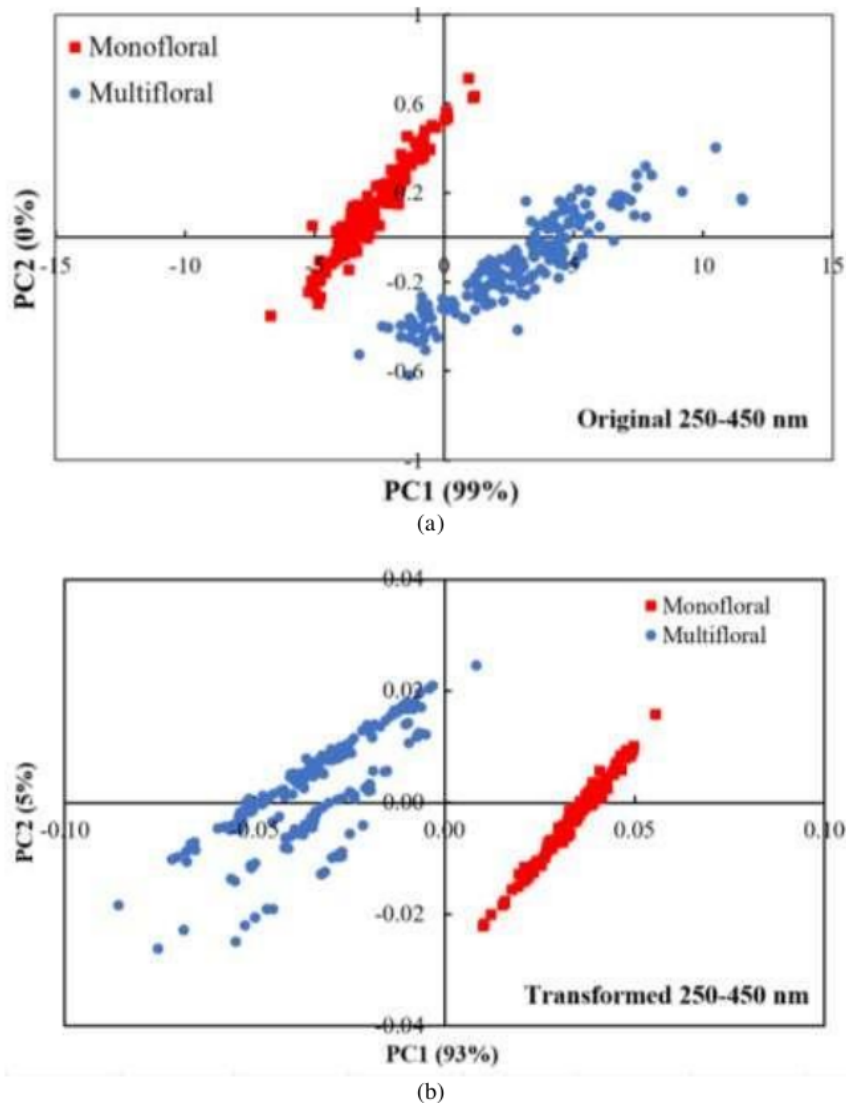 1
Monofloral
Multifloral
0.6
0.2
PC2 (0%)
-15 -10 0 5 10 15
-0.2
-0.6
Original 250-450 nm
-1
PC1 (99%)
(a)
0.04
Monofloral
Multifloral
0.02
PC2 (5%)
0.00
-0.10 -0.05 0.00 0.05 0.10
-0.02
Transformed 250-450 nm
-0.04
PC1 (93%)
(b)